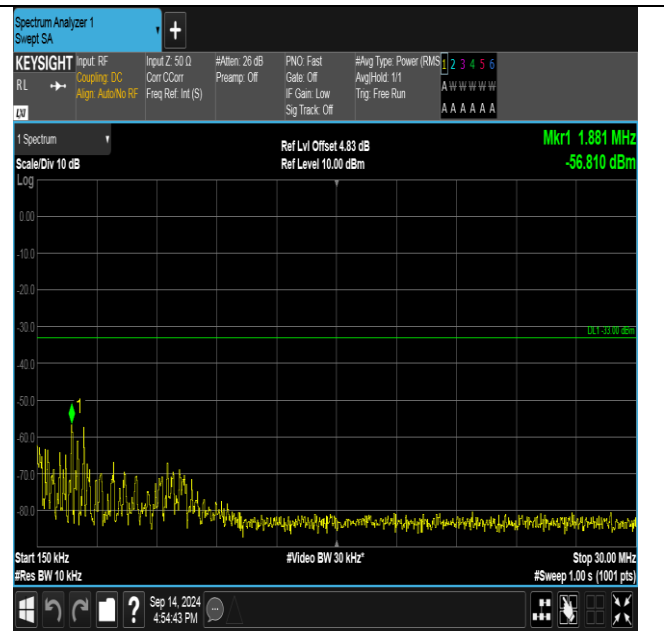 Spectrum Analyzer 1
Swept SA
+
KEYSIGHT
RL
LXI
Input: RF
Coupling: DC
Align: Auto/No RF
Input Z: 50 Ω
Corr CCorr
Freq Ref: Int (S)
#Atten: 26 dB
Preamp: Off
PNO: Fast
Gate: Off
IF Gain: Low
Sig Track: Off
#Avg Type: Power (RMS
Avg|Hold: 1/1
Trig: Free Run
1 2 3 4 5 6
A W W W W W
A A A A A A
1 Spectrum
Scale/Div 10 dB
Log
Ref Lvl Offset 4.83 dB
Ref Level 10.00 dBm
Mkr1 1.881 MHz
-56.810 dBm
0.00
-10.0
-20.0
-30.0
DL1 -33.00 dBm
-40.0
-50.0
1
-60.0
-70.0
-80.0
Start 150 kHz
#Res BW 10 kHz
#Video BW 30 kHz*
Stop 30.00 MHz
#Sweep 1.00 s (1001 pts)
?
Sep 14, 2024
4:54:43 PM